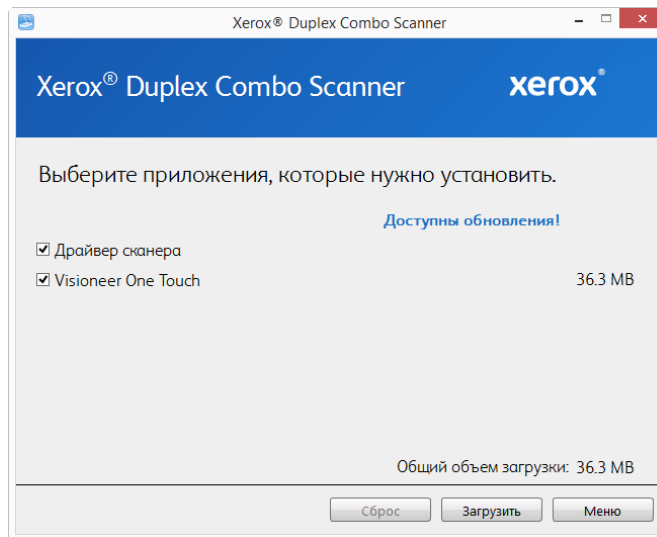 Xerox® Duplex Combo Scanner
Xerox® Duplex Combo Scanner
xerox®
Выберите приложения, которые нужно установить.
Доступны обновления!
Драйвер сканера
Visioneer One Touch 36.3 MB
Общий объем загрузки: 36.3 MB
Сброс Загрузить Меню